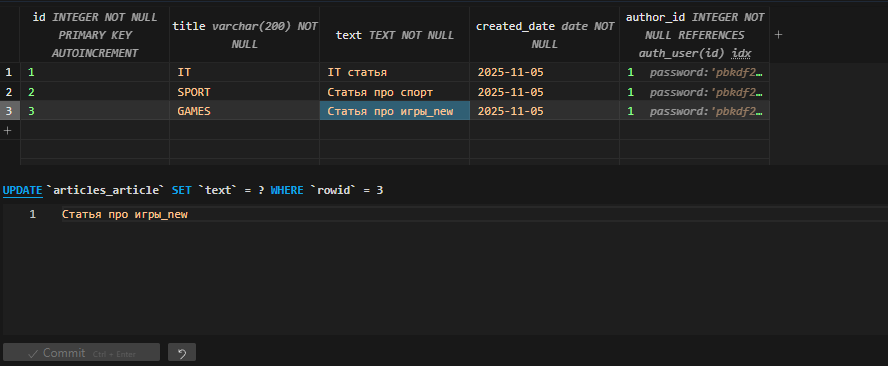 id INTEGER NOT NULL PRIMARY KEY AUTOINCREMENT title varchar(200) NOT NULL text TEXT NOT NULL created_date date NOT NULL author_id INTEGER NOT NULL REFERENCES auth_user(id) idx +
1 1 IT IT статья 2025-11-05 1 password:'pbkdf2…
2 2 SPORT Статья про спорт 2025-11-05 1 password:'pbkdf2…
3 3 GAMES Статья про игры_new 2025-11-05 1 password:'pbkdf2…
+
UPDATE `articles_article` SET `text` = ? WHERE `rowid` = 3
1 Статья про игры_new
Commit Ctrl + Enter